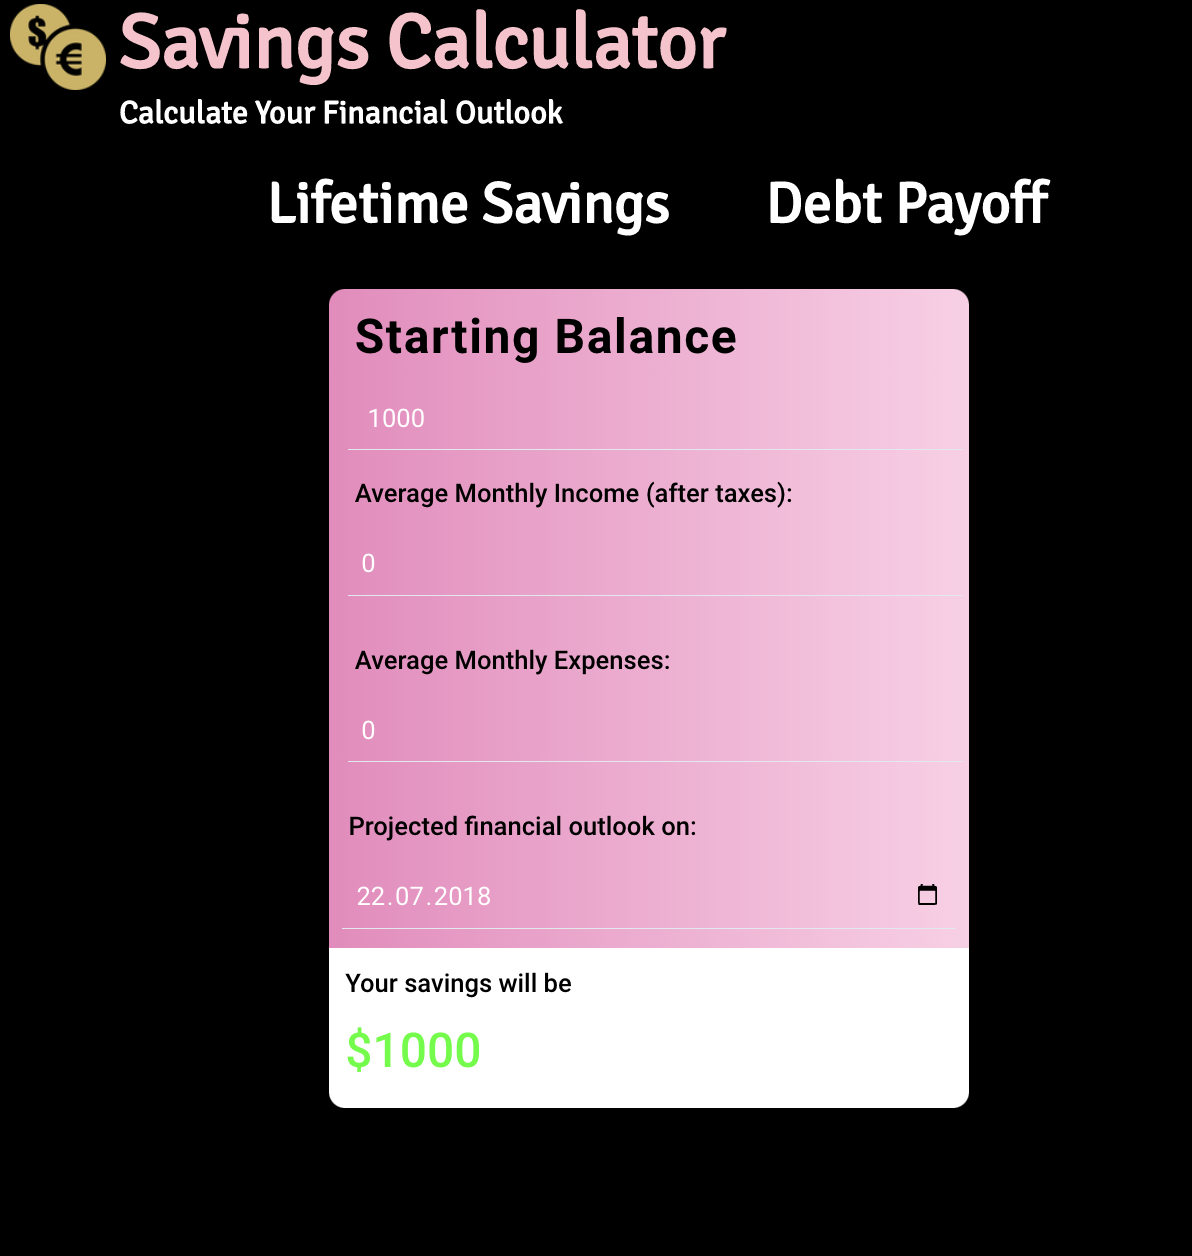 $
€
Savings Calculator
Calculate Your Financial Outlook
Lifetime Savings
Debt Payoff
Starting Balance
1000
Average Monthly Income (after taxes):
0
Average Monthly Expenses:
0
Projected financial outlook on:
22.07.2018
Your savings will be
$1000